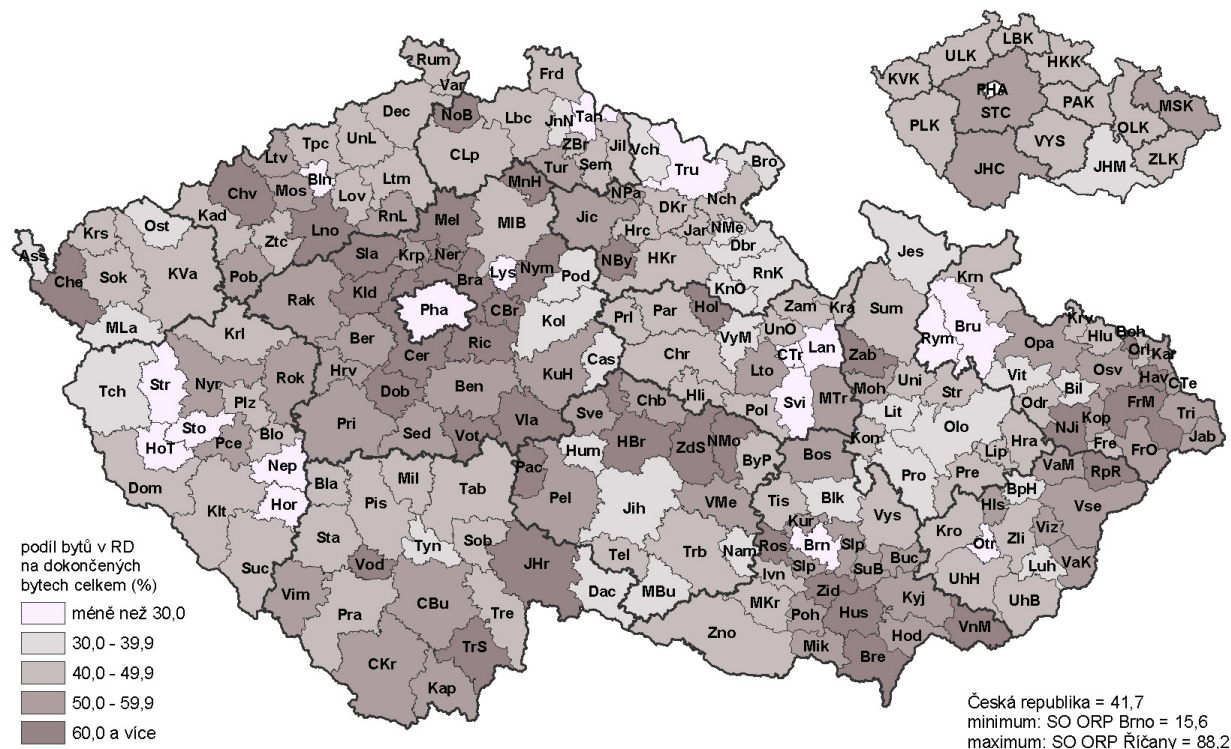 Rum
Frd
Var
LBK
ULK
HKK
KVK
PHA
STC
PAK
MSK
PLK
VYS
OLK
JHC
JHM
ZLK
Dec
NoB
Lbc
JnN
Tan
Tpc
UnL
ZBr
Jil
Vch
Ltv
CLp
Sem
Tru
Bro
Bln
Tur
Chv
Mos
Lov
Ltm
MnH
NPa
Nch
Kad
RnL
Mel
MlB
Jic
DKr
Krs
Ost
Lno
Hrc
Jar
NMe
Ztc
Dbr
Ass
Sla
Krp
Ner
NBy
HKr
Jes
Che
Sok
KVa
Pob
Bra
Lys
Nym
Pod
RnK
Krn
Kld
KnO
Rak
Pha
CBr
Par
Hol
Zam
Kra
Sum
MLa
Krl
Kol
Prl
Krv
Ber
Ric
VyM
UnO
Lan
Rym
Bru
Opa
Hlu
Boh
Cer
Cas
Chr
CTr
Zab
Orl
Kar
Tch
Str
Nyr
Rok
Hrv
KuH
Lto
Osv
Hav
CTe
Dob
Ben
Moh
Uni
Str
Vit
Bil
Plz
Hli
Svi
MTr
Odr
FrM
Sto
Pri
Chb
Pol
Lit
Olo
NJi
Kop
Tri
Blo
Sed
Vot
Vla
Sve
Kon
HoT
Pce
HBr
ZdS
NMo
Hra
Fre
FrO
Jab
Hum
ByP
Bos
Lip
Nep
Pac
VaM
RpR
Dom
Bla
Mil
Pro
Pre
Klt
Hor
Pis
Tab
Pel
Jih
VMe
Tis
Blk
BpH
Vse
Hls
Vys
Kur
Kro
Viz
Sta
Tyn
Sob
Ros
Brn
Slp
Otr
Zli
Tel
Trb
Nam
Buc
Suc
Vod
JHr
Slp
SuB
Luh
VaK
Ivn
UhH
Vim
Dac
MBu
Zid
Pra
CBu
Tre
MKr
Poh
Hus
Kyj
UhB
Zno
Hod
VnM
TrS
Mik
CKr
Bre
Kap
podíl bytů v RD
na dokončených
bytech celkem (%)
méně než 30,0
30,0 - 39,9
40,0 - 49,9
50,0 - 59,9
60,0 a více
Česká republika = 41,7
minimum: SO ORP Brno = 15,6
maximum: SO ORP Říčany = 88,2